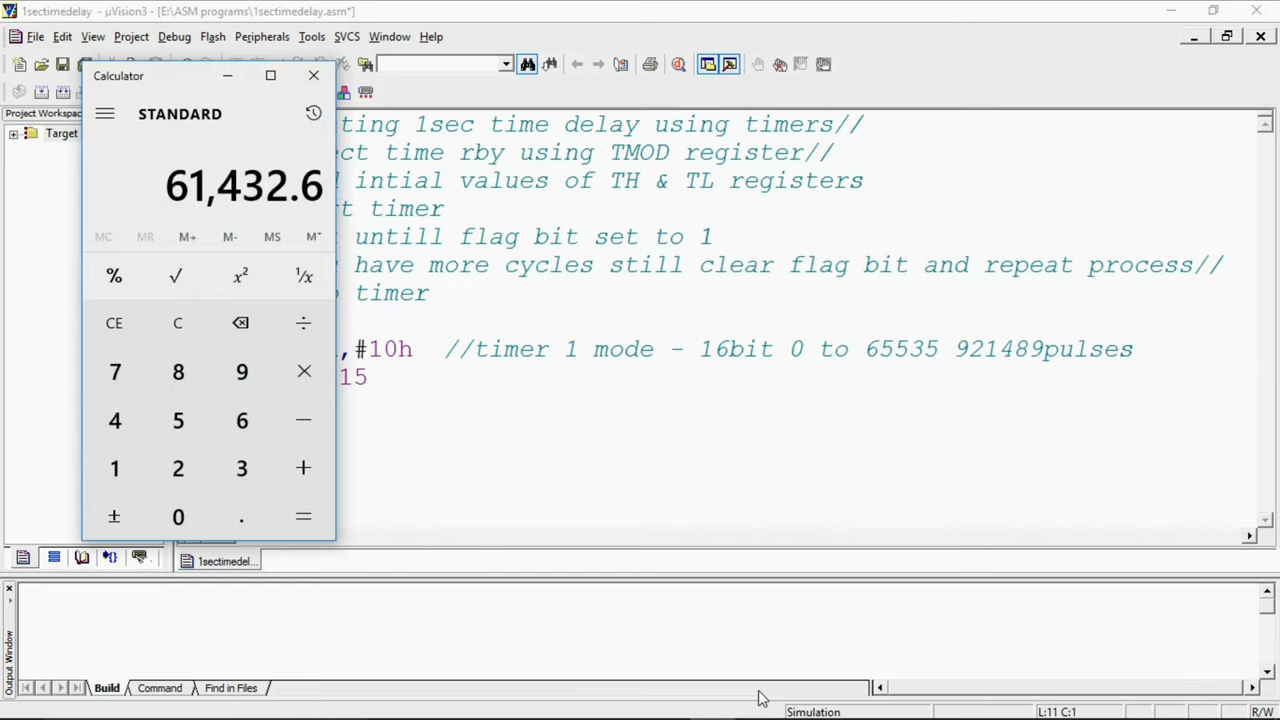 1sectimedelay - µVision3 - [E:\ASM programs\1sectimedelay.asm*]
File Edit View Project Debug Flash Peripherals Tools SVCS Window Help
Calculator
STANDARD
61,432.6
MC MR M+ M- MS M˅
% √ x² ¹/x
CE C ÷
7 8 9 ×
4 5 6 −
1 2 3 +
± 0 . =
Project Workspac
Target
ting 1sec time delay using timers//
ct time rby using TMOD register//
intial values of TH & TL registers
rt timer
untill flag bit set to 1
have more cycles still clear flag bit and repeat process//
timer
,#10h //timer 1 mode - 16bit 0 to 65535 921489pulses
15
1sectimedel...
Output Window
Build Command Find in Files
Simulation L:11 C:1 R/W